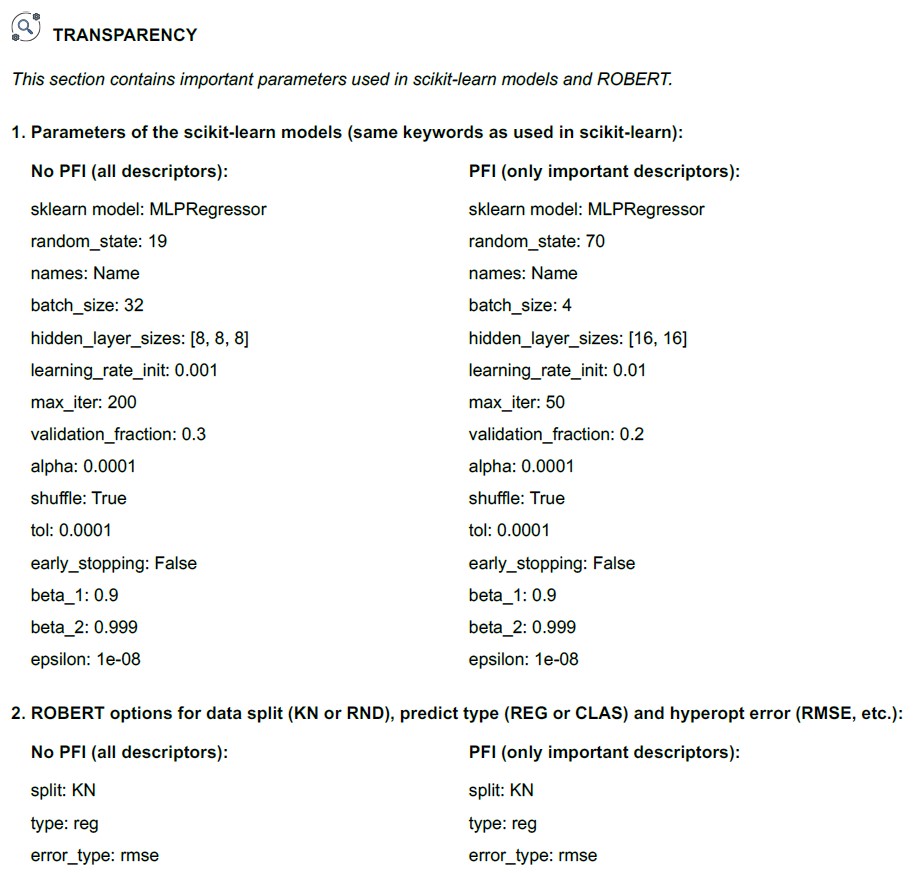 TRANSPARENCY
This section contains important parameters used in scikit-learn models and ROBERT.
1. Parameters of the scikit-learn models (same keywords as used in scikit-learn):
No PFI (all descriptors):
sklearn model: MLPRegressor
random_state: 19
names: Name
batch_size: 32
hidden_layer_sizes: [8, 8, 8]
learning_rate_init: 0.001
max_iter: 200
validation_fraction: 0.3
alpha: 0.0001
shuffle: True
tol: 0.0001
early_stopping: False
beta_1: 0.9
beta_2: 0.999
epsilon: 1e-08
PFI (only important descriptors):
sklearn model: MLPRegressor
random_state: 70
names: Name
batch_size: 4
hidden_layer_sizes: [16, 16]
learning_rate_init: 0.01
max_iter: 50
validation_fraction: 0.2
alpha: 0.0001
shuffle: True
tol: 0.0001
early_stopping: False
beta_1: 0.9
beta_2: 0.999
epsilon: 1e-08
2. ROBERT options for data split (KN or RND), predict type (REG or CLAS) and hyperopt error (RMSE, etc.):
No PFI (all descriptors):
split: KN
type: reg
error_type: rmse
PFI (only important descriptors):
split: KN
type: reg
error_type: rmse